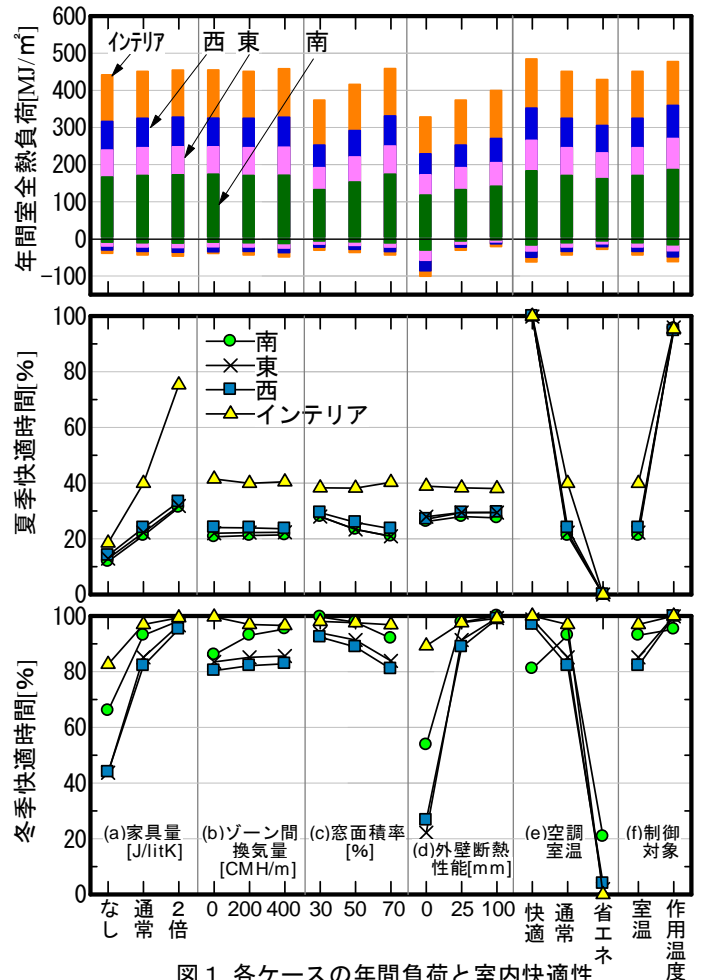 年間室全熱負荷[MJ/㎡]
600
500
400
300
200
100
0
−100
インテリア 西 東 南
夏季快適時間[%]
100
80
60
40
20
0
南
東
西
インテリア
冬季快適時間[%]
100
80
60
40
20
0
(a)家具量
[J/litK]
(b)ゾーン間
換気量
[CMH/m]
(c)窓面積率
[%]
(d)外壁断熱
性能[mm]
(e)空調
室温
(f)制御
対象
なし 通常 2倍 0 200 400 30 50 70 0 25 100 快適 通常 省エネ 室温 作用温度
図1 各ケースの年間負荷と室内快適性